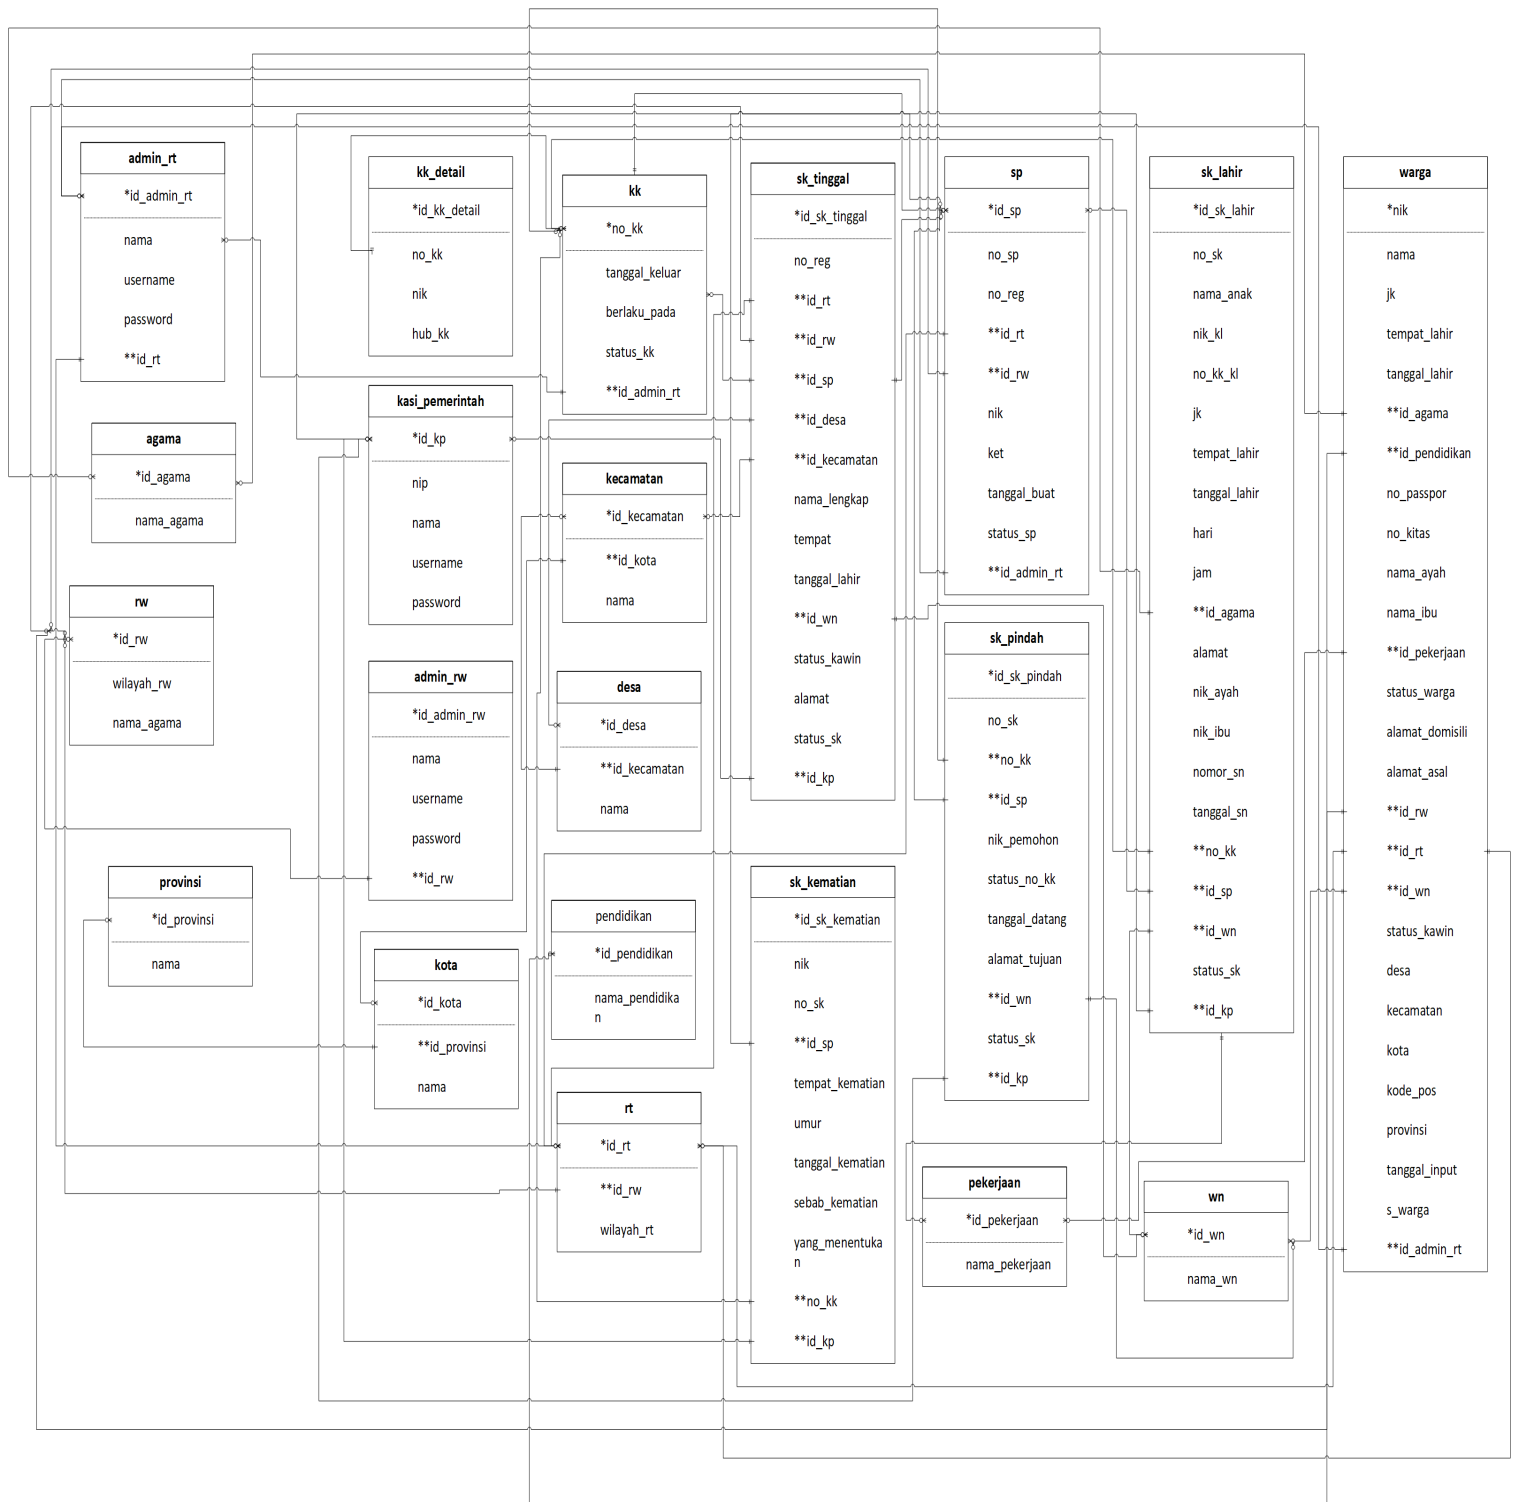 admin_rt
*id_admin_rt
nama
username
password
**id_rt
kk_detail
*id_kk_detail
no_kk
nik
hub_kk
kk
*no_kk
tanggal_keluar
berlaku_pada
status_kk
**id_admin_rt
sk_tinggal
*id_sk_tinggal
no_reg
**id_rt
**id_rw
**id_sp
**id_desa
**id_kecamatan
nama_lengkap
tempat
tanggal_lahir
**id_wn
status_kawin
alamat
status_sk
**id_kp
sp
*id_sp
no_sp
no_reg
**id_rt
**id_rw
nik
ket
tanggal_buat
status_sp
**id_admin_rt
sk_lahir
*id_sk_lahir
no_sk
nama_anak
nik_kl
no_kk_kl
jk
tempat_lahir
tanggal_lahir
hari
jam
**id_agama
alamat
nik_ayah
nik_ibu
nomor_sn
tanggal_sn
**no_kk
**id_sp
**id_wn
status_sk
**id_kp
warga
*nik
nama
jk
tempat_lahir
tanggal_lahir
**id_agama
**id_pendidikan
no_passpor
no_kitas
nama_ayah
nama_ibu
**id_pekerjaan
status_warga
alamat_domisili
alamat_asal
**id_rw
**id_rt
**id_wn
status_kawin
desa
kecamatan
kota
kode_pos
provinsi
tanggal_input
s_warga
**id_admin_rt
agama
*id_agama
nama_agama
kasi_pemerintah
*id_kp
nip
nama
username
password
kecamatan
*id_kecamatan
**id_kota
nama
rw
*id_rw
wilayah_rw
nama_agama
admin_rw
*id_admin_rw
nama
username
password
**id_rw
desa
*id_desa
**id_kecamatan
nama
sk_pindah
*id_sk_pindah
no_sk
**no_kk
**id_sp
nik_pemohon
status_no_kk
tanggal_datang
alamat_tujuan
**id_wn
status_sk
**id_kp
provinsi
*id_provinsi
nama
kota
*id_kota
**id_provinsi
nama
pendidikan
*id_pendidikan
nama_pendidika
n
sk_kematian
*id_sk_kematian
nik
no_sk
**id_sp
tempat_kematian
umur
tanggal_kematian
sebab_kematian
yang_menentuka
n
**no_kk
**id_kp
rt
*id_rt
**id_rw
wilayah_rt
pekerjaan
*id_pekerjaan
nama_pekerjaan
wn
*id_wn
nama_wn